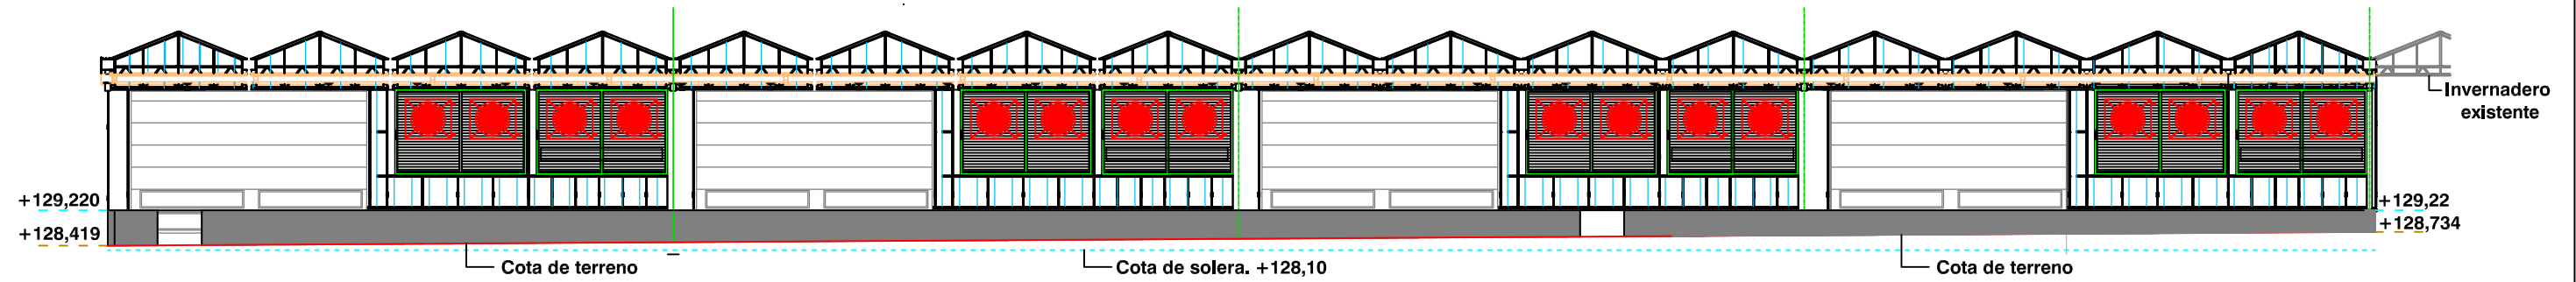 Invernadero
existente
+129,220
+129,22
+128,419
+128,734
Cota de terreno
Cota de solera. +128,10
Cota de terreno